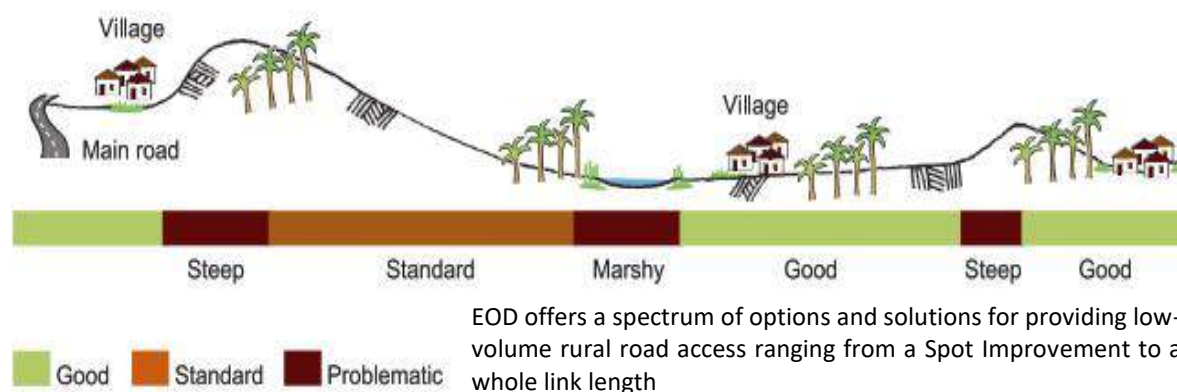 Village
Main road
Village
Steep
Standard
Marshy
Good
Steep
Good
Good
Standard
Problematic
EOD offers a spectrum of options and solutions for providing low-
volume rural road access ranging from a Spot Improvement to a
whole link length